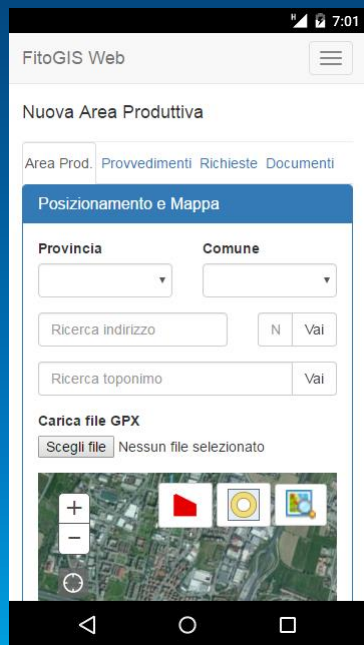 H 7:01
FitoGIS Web
Nuova Area Produttiva
Area Prod. Provvedimenti Richieste Documenti
Posizionamento e Mappa
Provincia Comune
Ricerca indirizzo N Vai
Ricerca toponimo Vai
Carica file GPX
Scegli file Nessun file selezionato
+
−